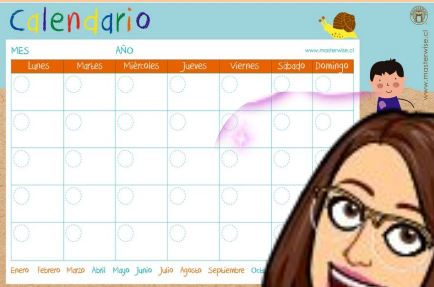 Calendario
MES AÑO www.masterwise.cl
Lunes Martes Miércoles Jueves Viernes Sábado Domingo
www.masterwise.cl
Enero Febrero Marzo Abril Mayo Junio Julio Agosto Septiembre